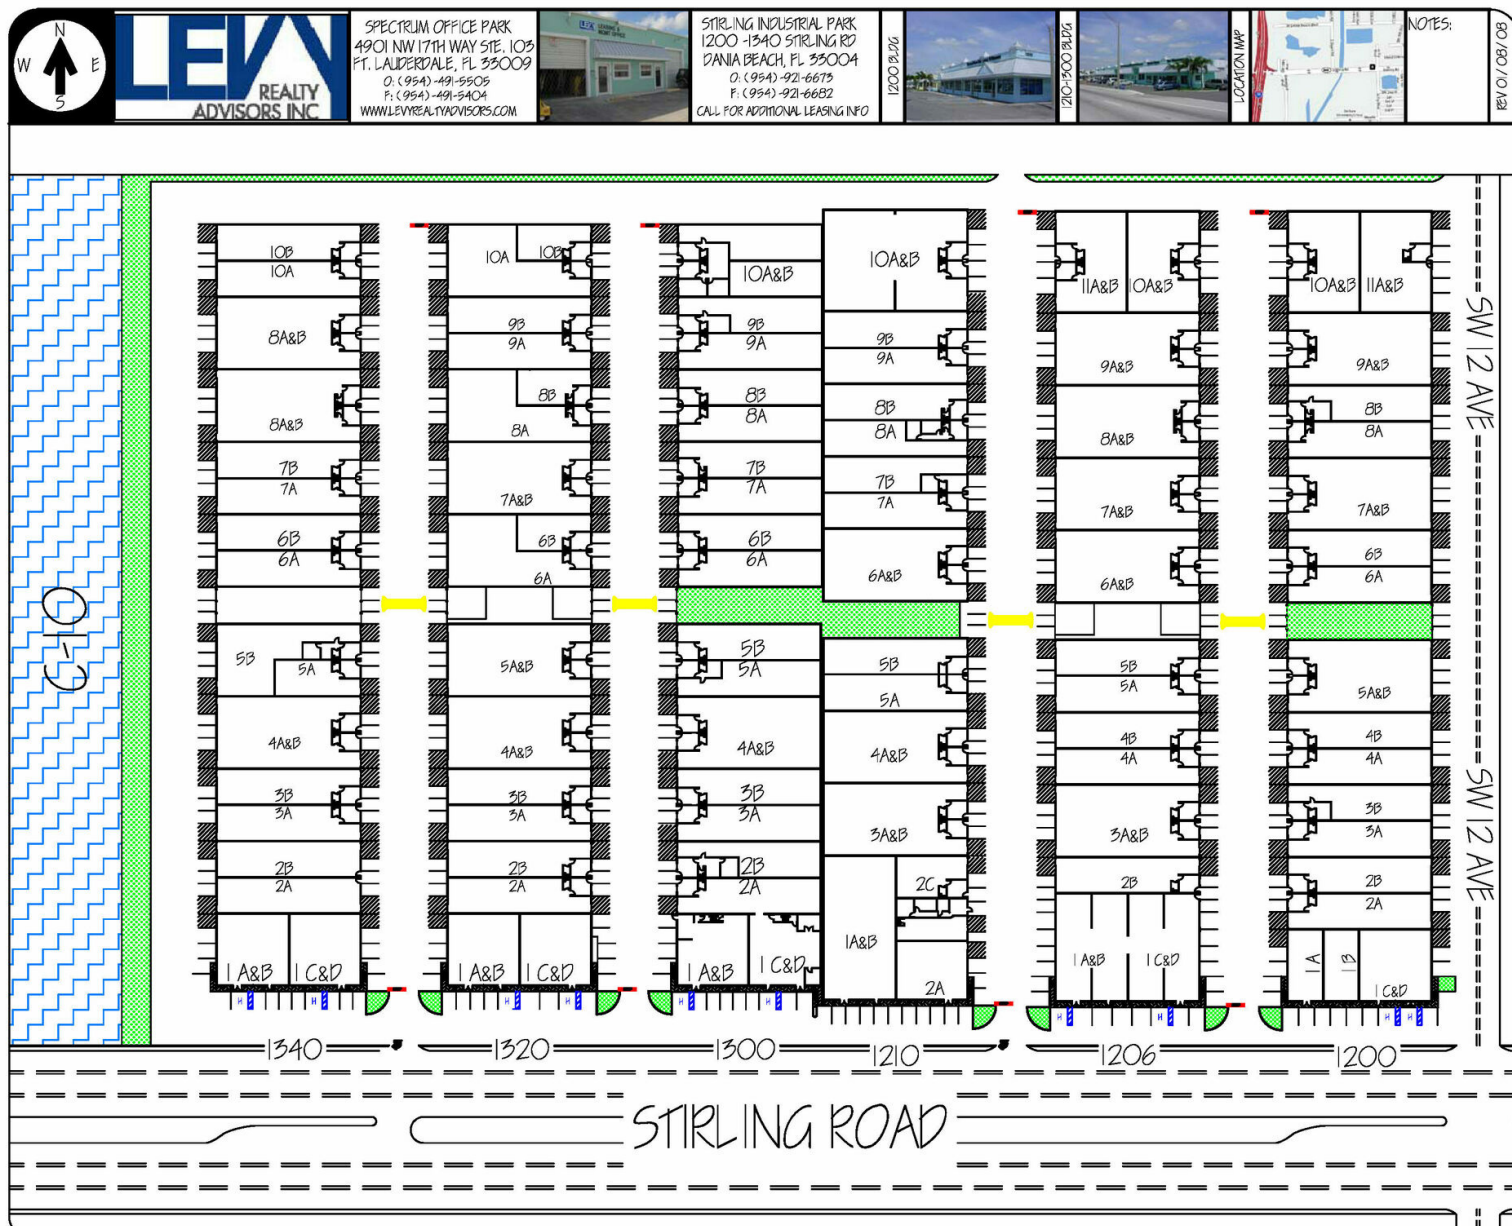 N
W E
S
LEVY
REALTY
ADVISORS INC
SPECTRUM OFFICE PARK
4901 NW 17TH WAY STE. 103
FT. LAUDERDALE, FL 33009
O: (954) -491-5505
F: (954) -491-5404
WWW.LEVYREALTYADVISORS.COM
STIRLING INDUSTRIAL PARK
1200 -1340 STIRLING RD
DANIA BEACH, FL 33004
O: (954) -921-6673
F: (954) -921-6682
CALL FOR ADDITIONAL LEASING INFO
1200 BLDG
1210-1300 BLDG
LOCATION MAP
NOTES:
REV 01/08/08
C-10
10B
10A
8A&B
8A&B
7B
7A
6B
6A
5B
5A
4A&B
3B
3A
2B
2A
1 A&B
1 C&D
H H
1340
10A
10B
9B
9A
8B
8A
7A&B
6B
6A
5A&B
4A&B
3B
3A
2B
2A
1 A&B
1 C&D
H H
1320
10A&B
9B
9A
8B
8A
7B
7A
6B
6A
5B
5A
4A&B
3B
3A
2B
2A
1 A&B
1 C&D
H H
1300
10A&B
9B
9A
8B
8A
7B
7A
6A&B
5B
5A
4A&B
3A&B
2C
1A&B
2A
1210
11A&B
10A&B
9A&B
8A&B
7A&B
6A&B
5B
5A
4B
4A
3A&B
2B
1 A&B
1 C&D
H H
1206
10A&B
11A&B
9A&B
8B
8A
7A&B
6B
6A
5A&B
4B
4A
3B
3A
2B
2A
1A
1B
1 C&D
H H
1200
SW 12 AVE
SW 12 AVE
STIRLING ROAD